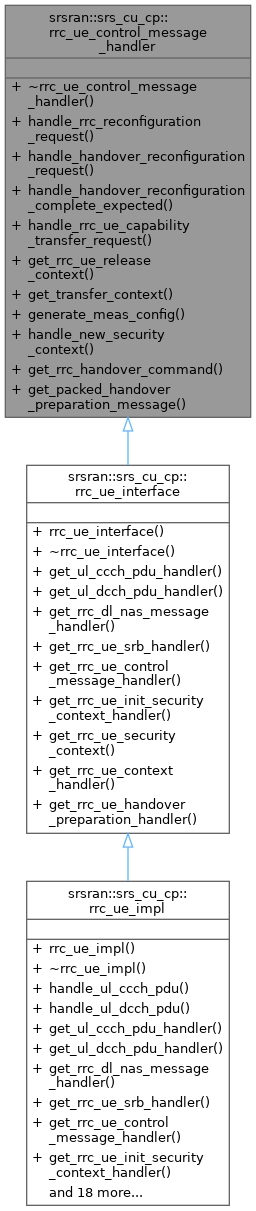 srsran::srs_cu_cp::
rrc_ue_control_message
_handler
+ ~rrc_ue_control_message
_handler()
+ handle_rrc_reconfiguration
_request()
+ handle_handover_reconfiguration
_request()
+ handle_handover_reconfiguration
_complete_expected()
+ handle_rrc_ue_capability
_transfer_request()
+ get_rrc_ue_release
_context()
+ get_transfer_context()
+ generate_meas_config()
+ handle_new_security
_context()
+ get_rrc_handover_command()
+ get_packed_handover
_preparation_message()
srsran::srs_cu_cp::
rrc_ue_interface
+ rrc_ue_interface()
+ ~rrc_ue_interface()
+ get_ul_ccch_pdu_handler()
+ get_ul_dcch_pdu_handler()
+ get_rrc_dl_nas_message
_handler()
+ get_rrc_ue_srb_handler()
+ get_rrc_ue_control
_message_handler()
+ get_rrc_ue_init_security
_context_handler()
+ get_rrc_ue_security
_context()
+ get_rrc_ue_context
_handler()
+ get_rrc_ue_handover
_preparation_handler()
srsran::srs_cu_cp::
rrc_ue_impl
+ rrc_ue_impl()
+ ~rrc_ue_impl()
+ handle_ul_ccch_pdu()
+ handle_ul_dcch_pdu()
+ get_ul_ccch_pdu_handler()
+ get_ul_dcch_pdu_handler()
+ get_rrc_dl_nas_message
_handler()
+ get_rrc_ue_srb_handler()
+ get_rrc_ue_control
_message_handler()
+ get_rrc_ue_init_security
_context_handler()
and 18 more...